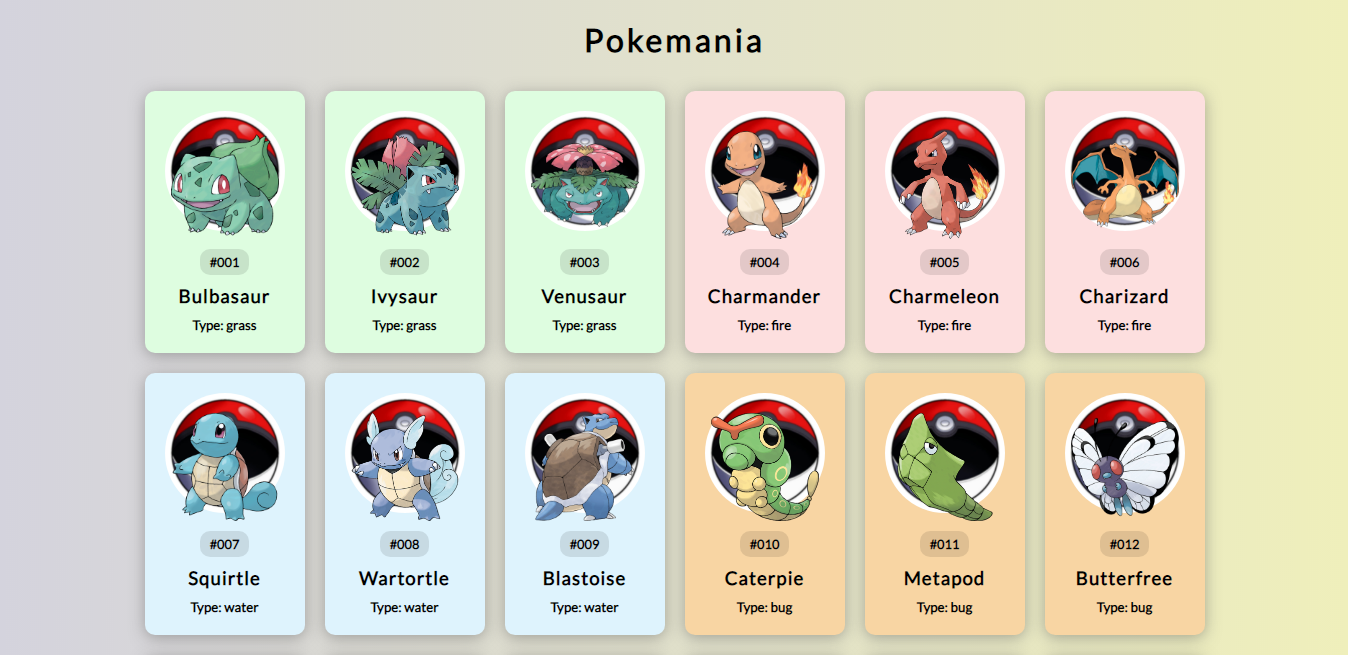 Pokemania
#001
Bulbasaur
Type: grass
#002
Ivysaur
Type: grass
#003
Venusaur
Type: grass
#004
Charmander
Type: fire
#005
Charmeleon
Type: fire
#006
Charizard
Type: fire
#007
Squirtle
Type: water
#008
Wartortle
Type: water
#009
Blastoise
Type: water
#010
Caterpie
Type: bug
#011
Metapod
Type: bug
#012
Butterfree
Type: bug